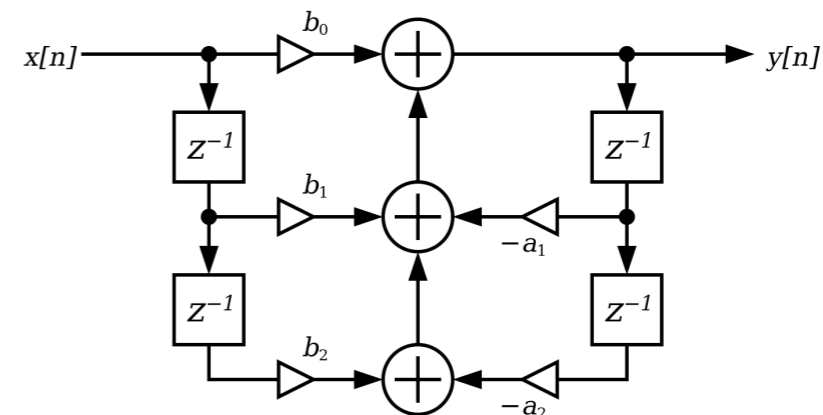 b₀
x[n] y[n]
z⁻¹ z⁻¹
b₁
−a₁
z⁻¹ z⁻¹
b₂
−a₂